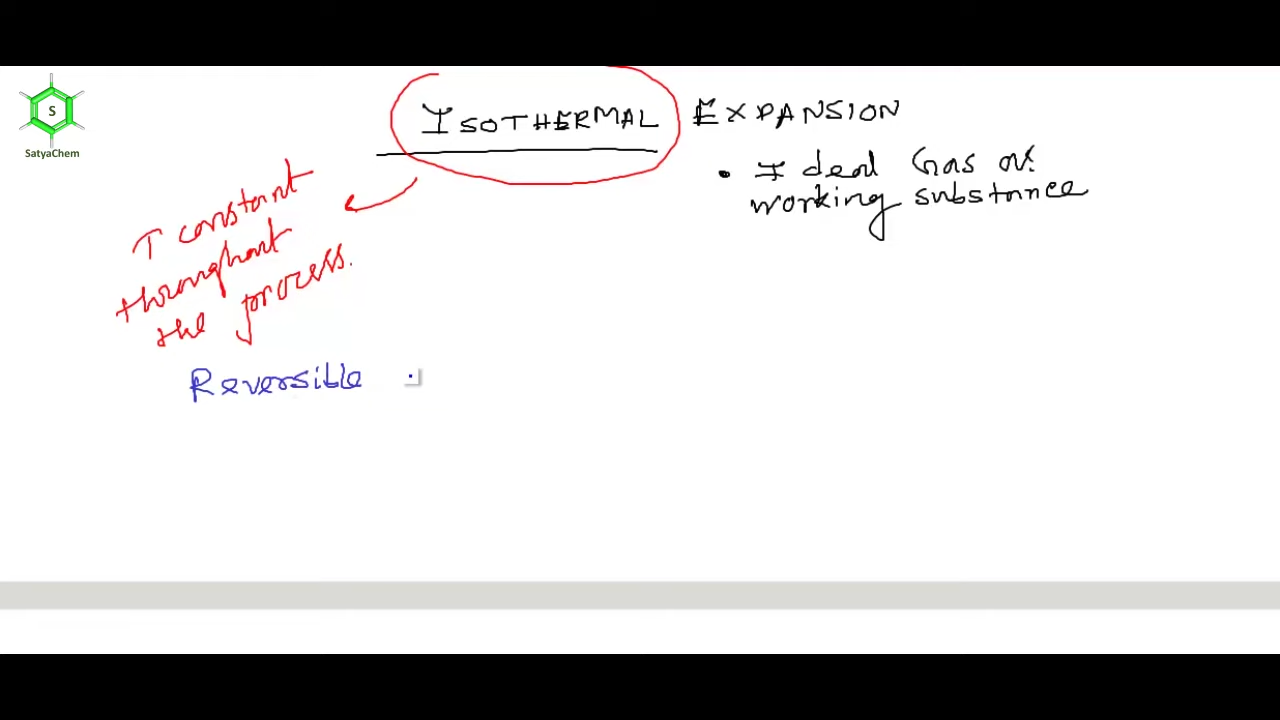 S
SatyaChem
ISOTHERMAL EXPANSION
• Ideal Gas as
working substance
T constant
throughout
the process.
Reversible